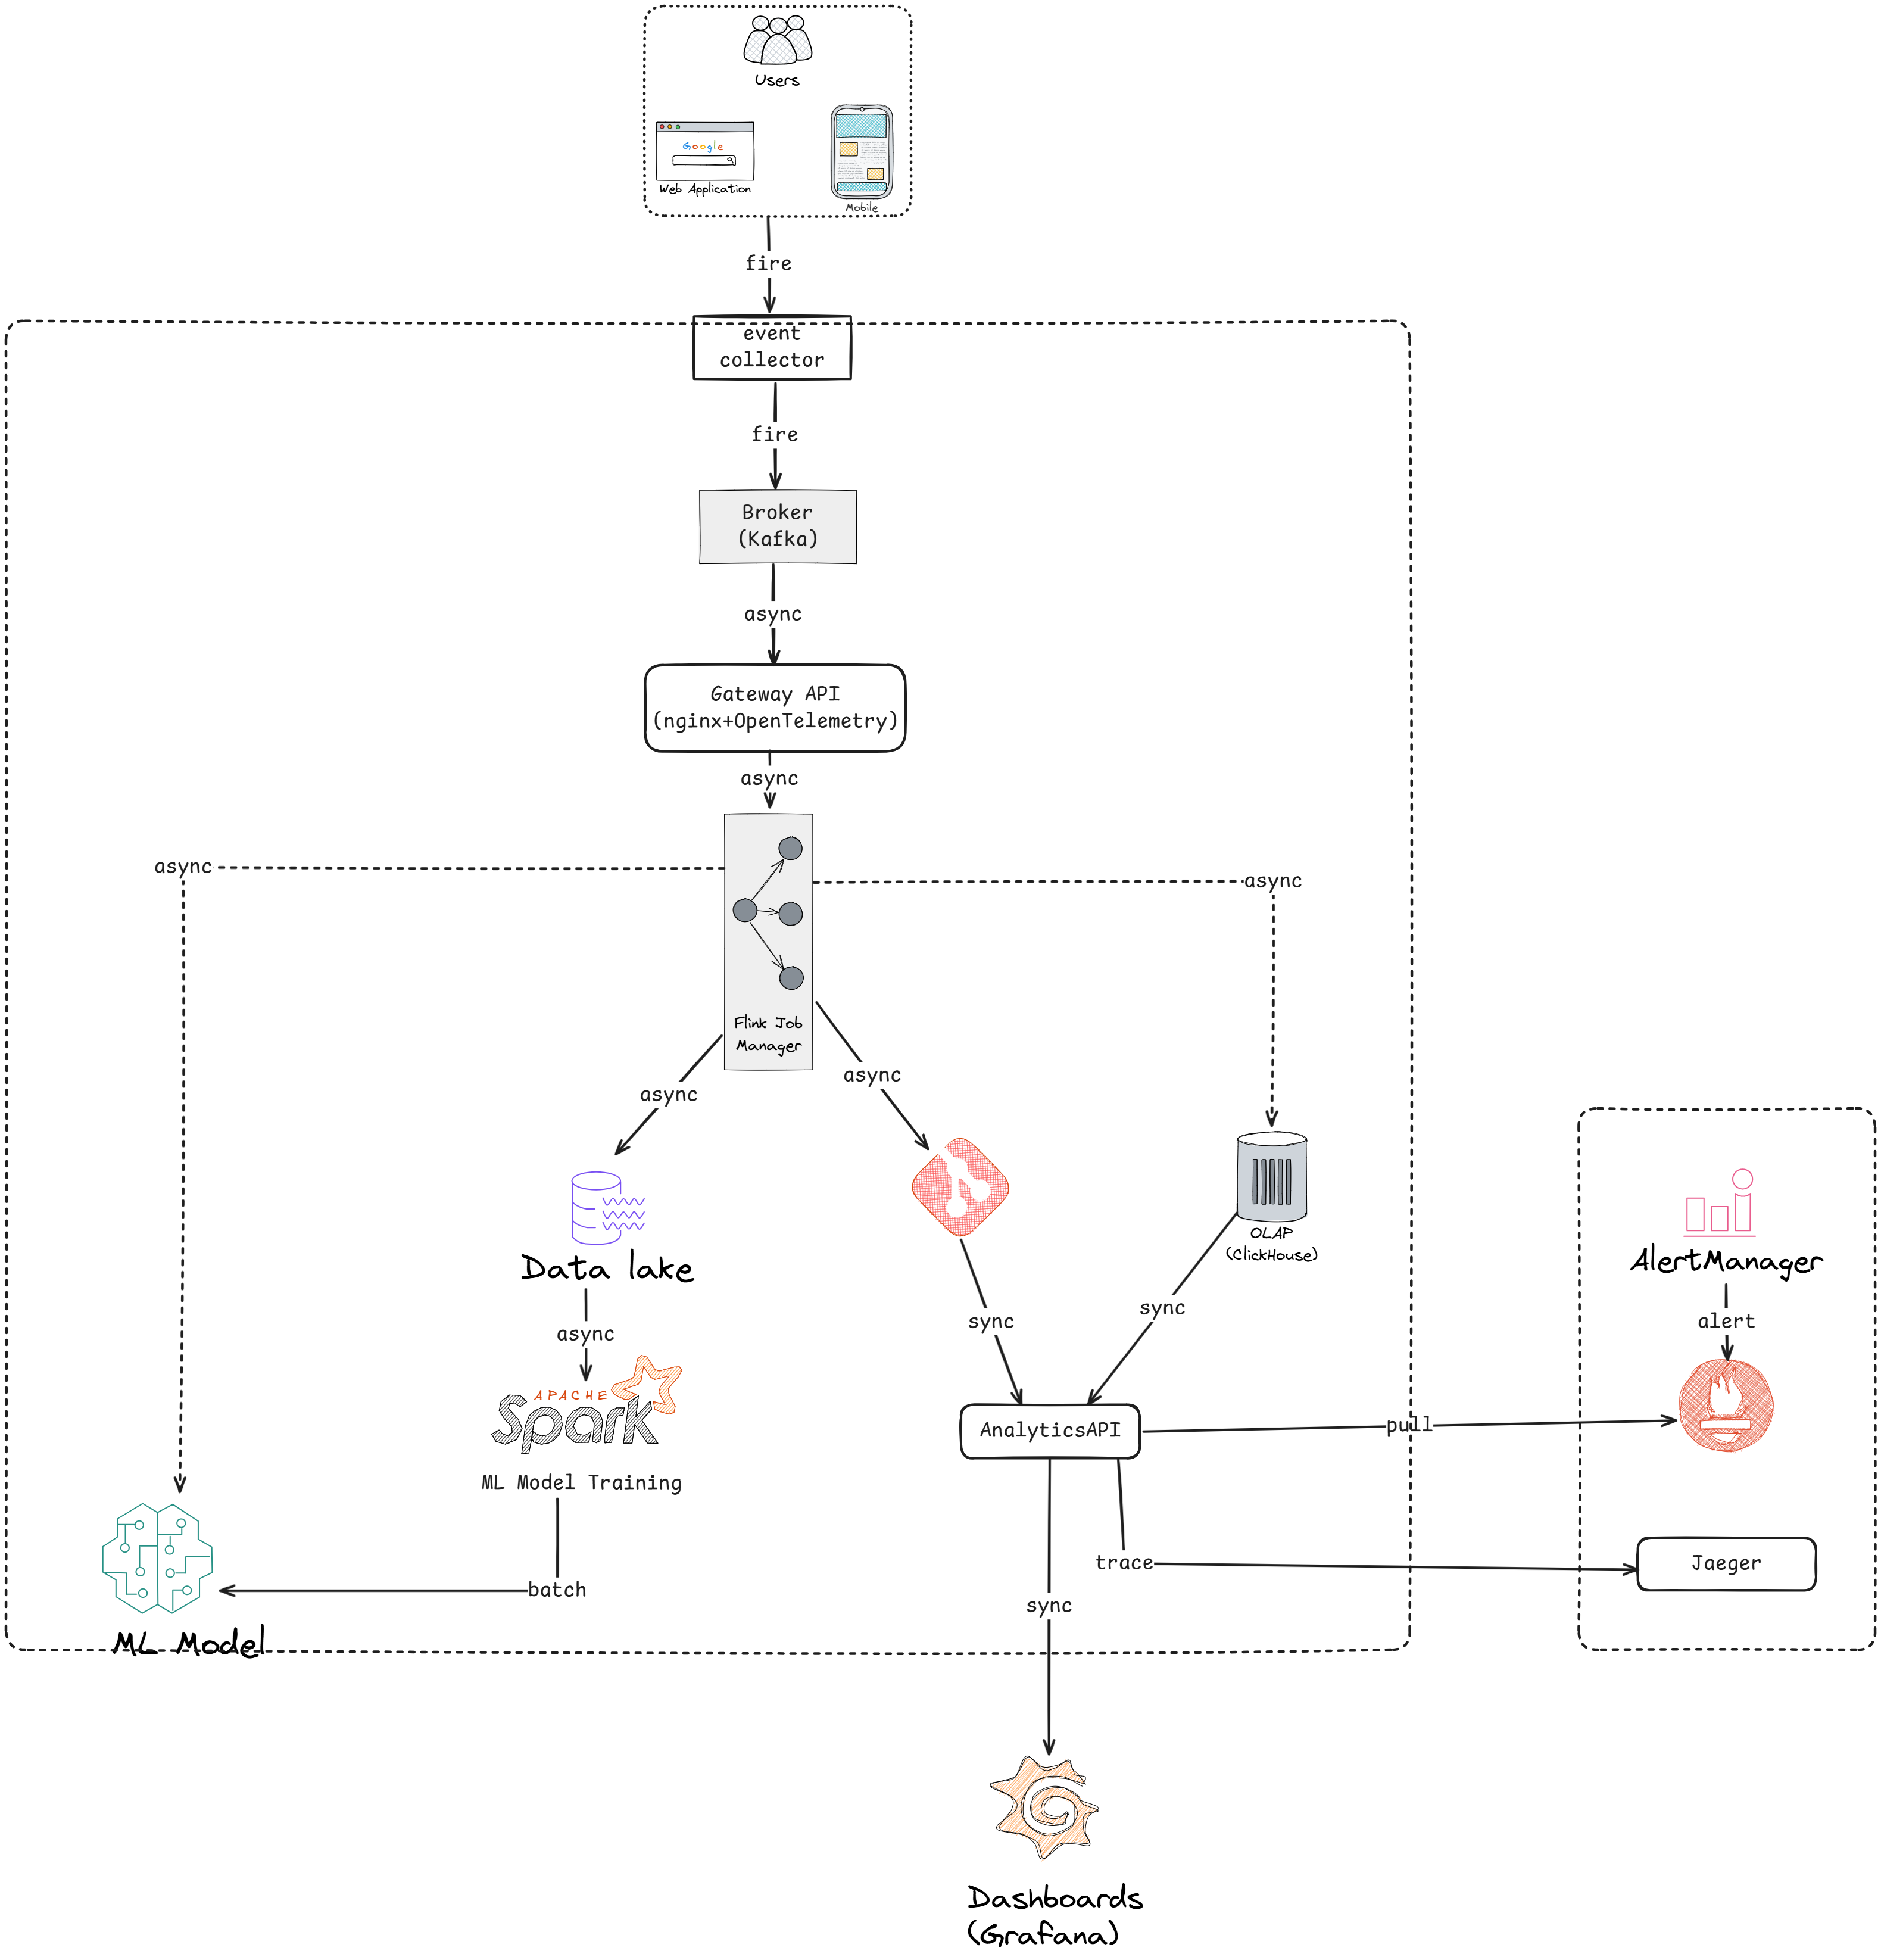 Users
Google
Web Application
Mobile
fire
event
collector
fire
Broker
(Kafka)
async
Gateway API
(nginx+OpenTelemetry)
async
async
async
Flink Job
Manager
async
async
OLAP
(ClickHouse)
Data lake
AlertManager
sync
sync
alert
async
APACHE
Spark
AnalyticsAPI
pull
ML Model Training
trace
Jaeger
batch
sync
ML Model
Dashboards
(Grafana)